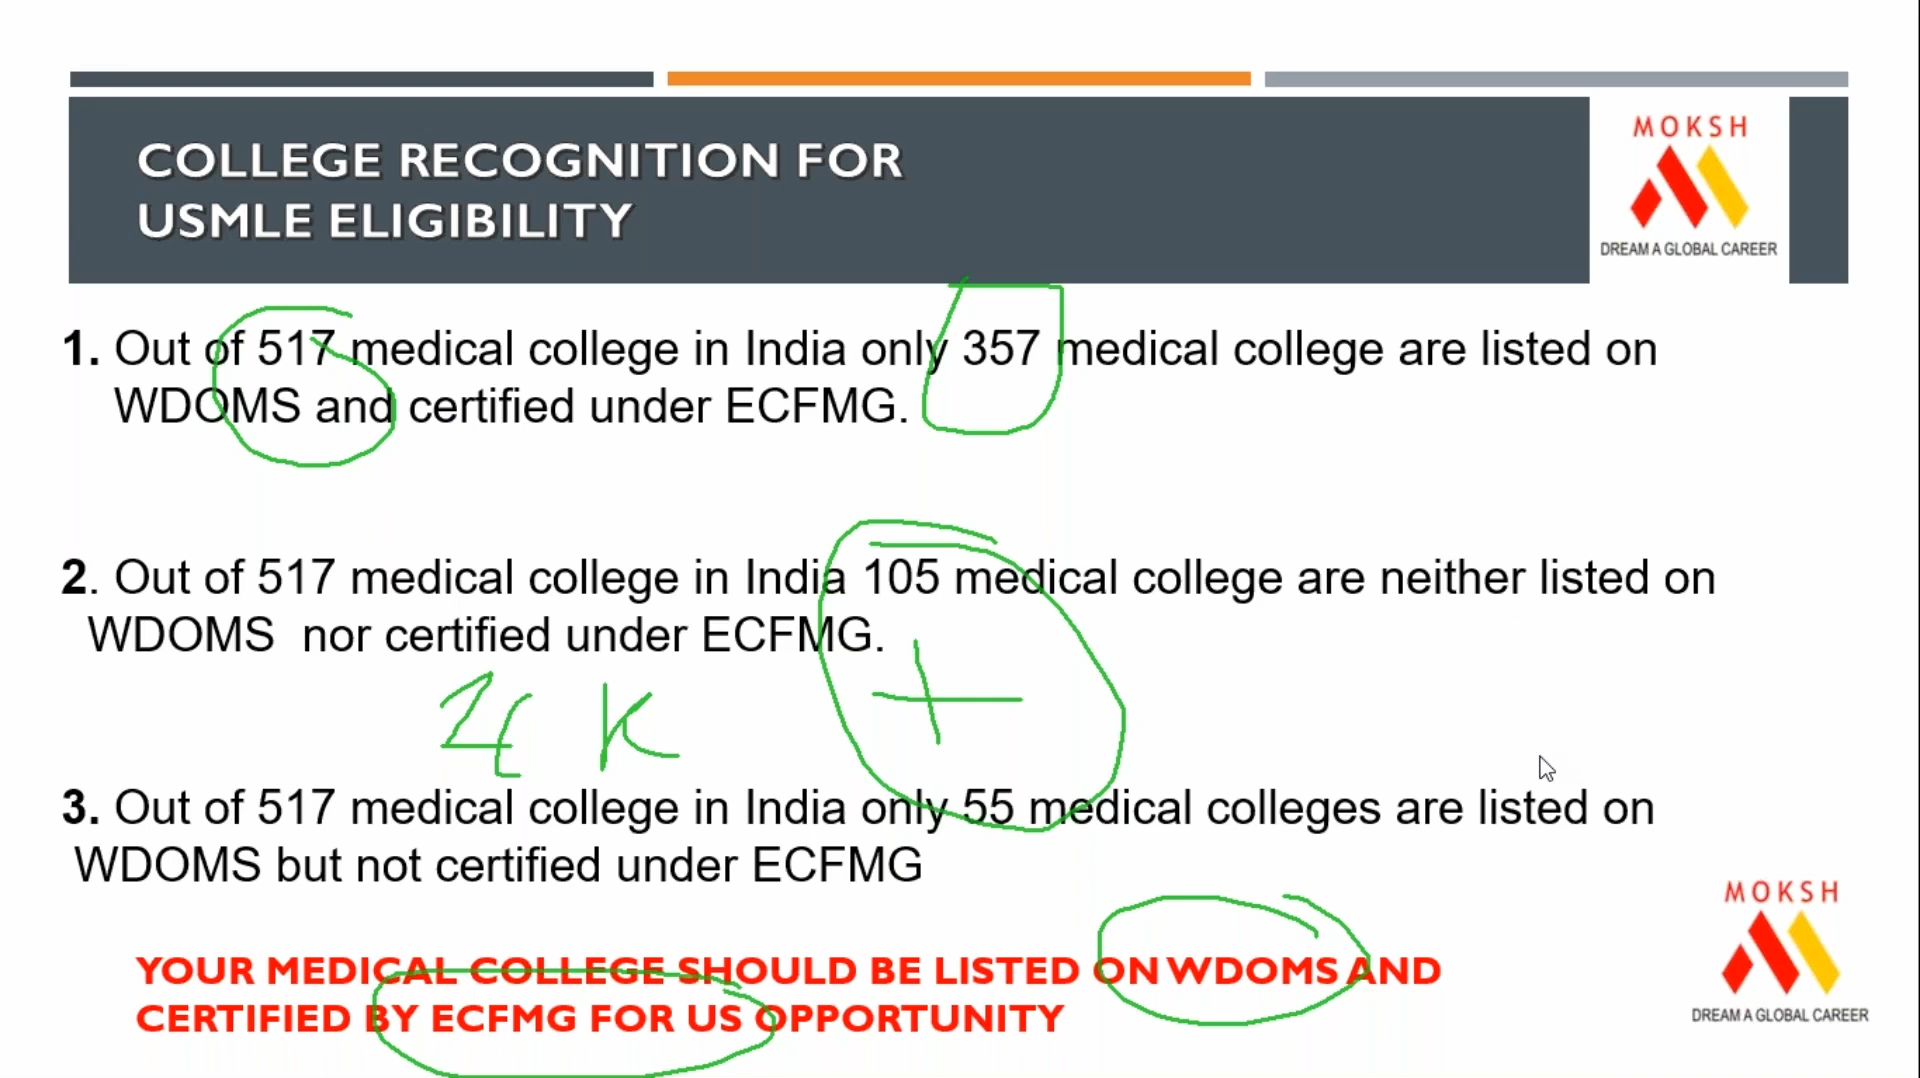 MOKSH
DREAM A GLOBAL CAREER
COLLEGE RECOGNITION FOR
USMLE ELIGIBILITY
1. Out of 517 medical college in India only 357 medical college are listed on
WDOMS and certified under ECFMG.
2. Out of 517 medical college in India 105 medical college are neither listed on
WDOMS nor certified under ECFMG.
K
3. Out of 517 medical college in India only 55 medical colleges are listed on
WDOMS but not certified under ECFMG
YOUR MEDICAL COLLEGE SHOULD BE LISTED ON WDOMS AND
CERTIFIED BY ECFMG FOR US OPPORTUNITY
MOKSH
DREAM A GLOBAL CAREER